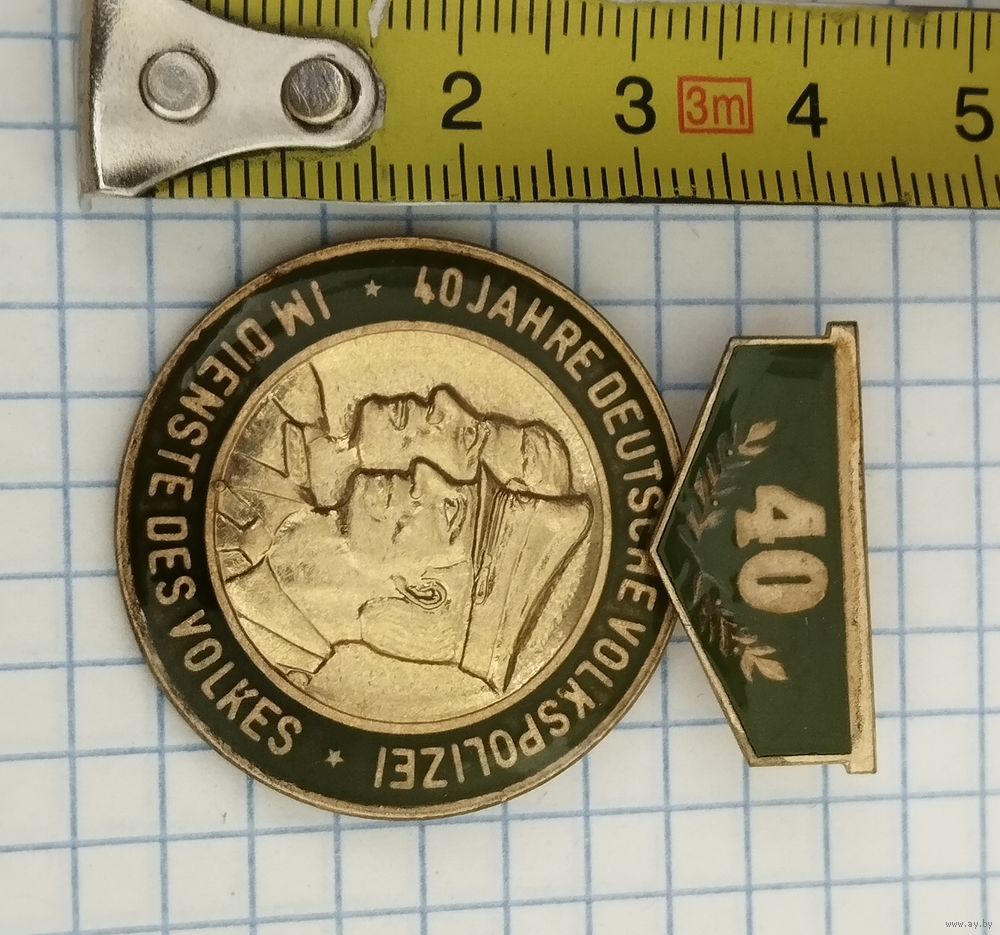 2 3 3m 4 5
40 JAHRE DEUTSCHE VOLKSPOLIZEI
★ IM DIENSTE DES VOLKES ★
40
www.ay.by